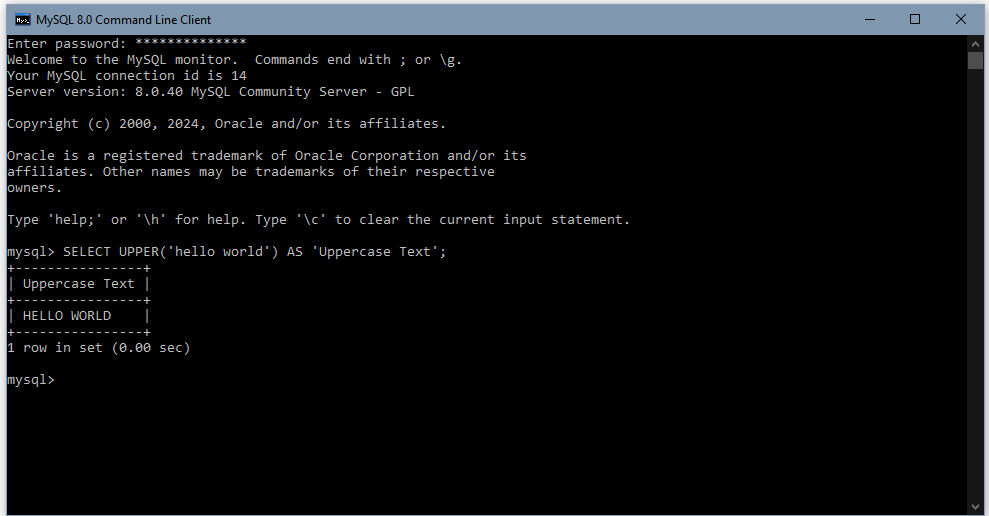 MySQL 8.0 Command Line Client
Enter password: **************
Welcome to the MySQL monitor.  Commands end with ; or \g.
Your MySQL connection id is 14
Server version: 8.0.40 MySQL Community Server - GPL
Copyright (c) 2000, 2024, Oracle and/or its affiliates.
Oracle is a registered trademark of Oracle Corporation and/or its
affiliates. Other names may be trademarks of their respective
owners.
Type 'help;' or '\h' for help. Type '\c' to clear the current input statement.
mysql> SELECT UPPER('hello world') AS 'Uppercase Text';
+----------------+
| Uppercase Text |
+----------------+
| HELLO WORLD    |
+----------------+
1 row in set (0.00 sec)
mysql>